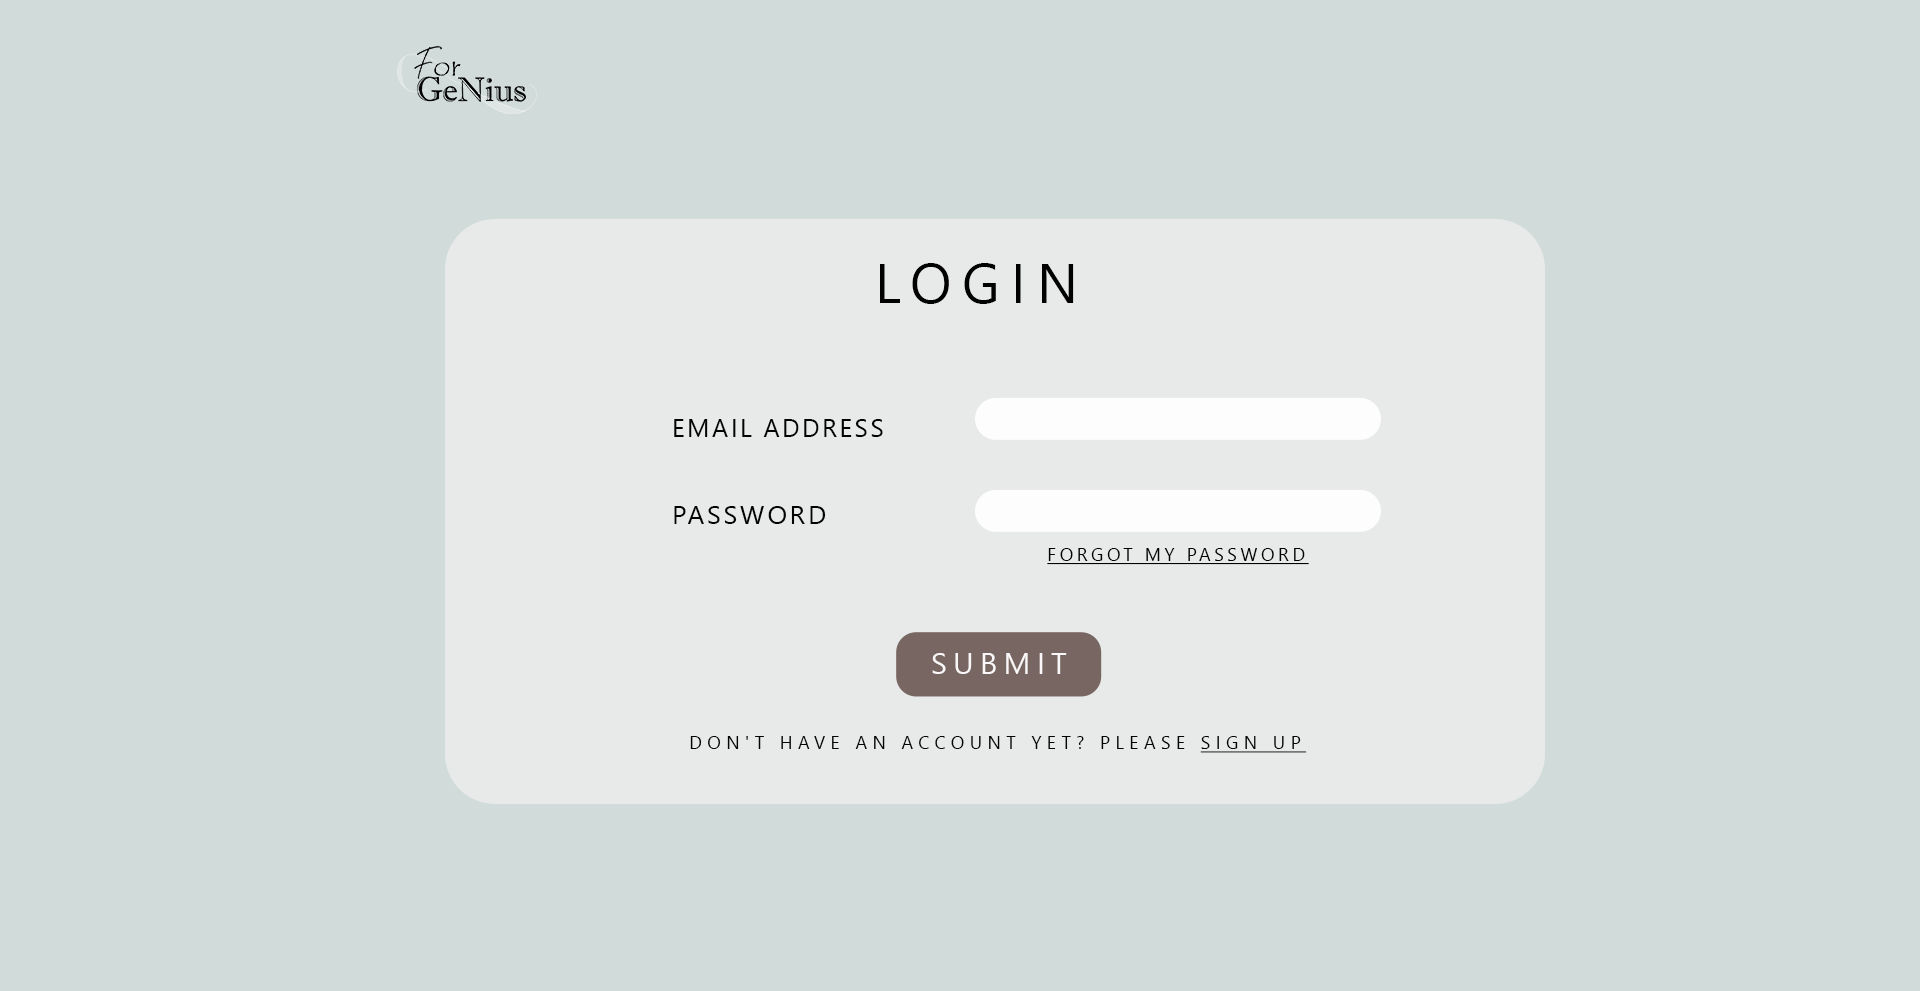 For
GeNius
LOGIN
EMAIL ADDRESS
PASSWORD
FORGOT MY PASSWORD
SUBMIT
DON'T HAVE AN ACCOUNT YET? PLEASE SIGN UP